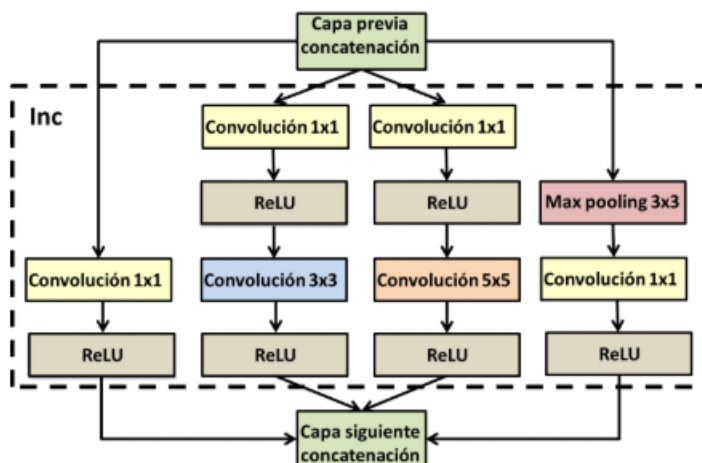 Capa previa
concatenación
Inc
Convolución 1x1
Convolución 1x1
ReLU
ReLU
Max pooling 3x3
Convolución 1x1
Convolución 3x3
Convolución 5x5
Convolución 1x1
ReLU
ReLU
ReLU
ReLU
Capa siguiente
concatenación